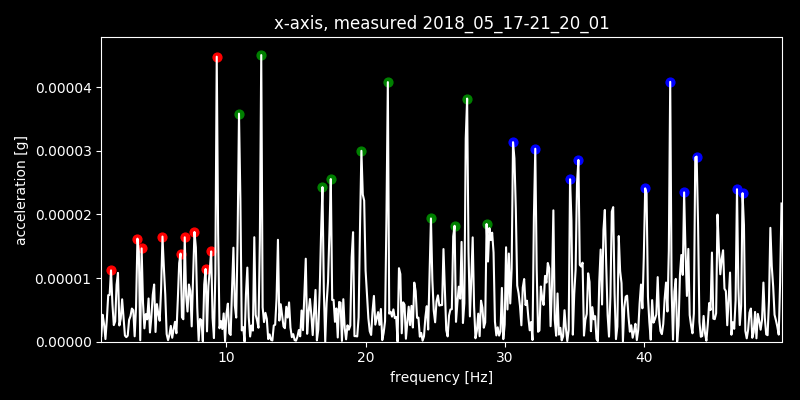 x-axis, measured 2018_05_17-21_20_01
0.00004
0.00003
0.00002
0.00001
0.00000
acceleration [g]
10 20 30 40
frequency [Hz]